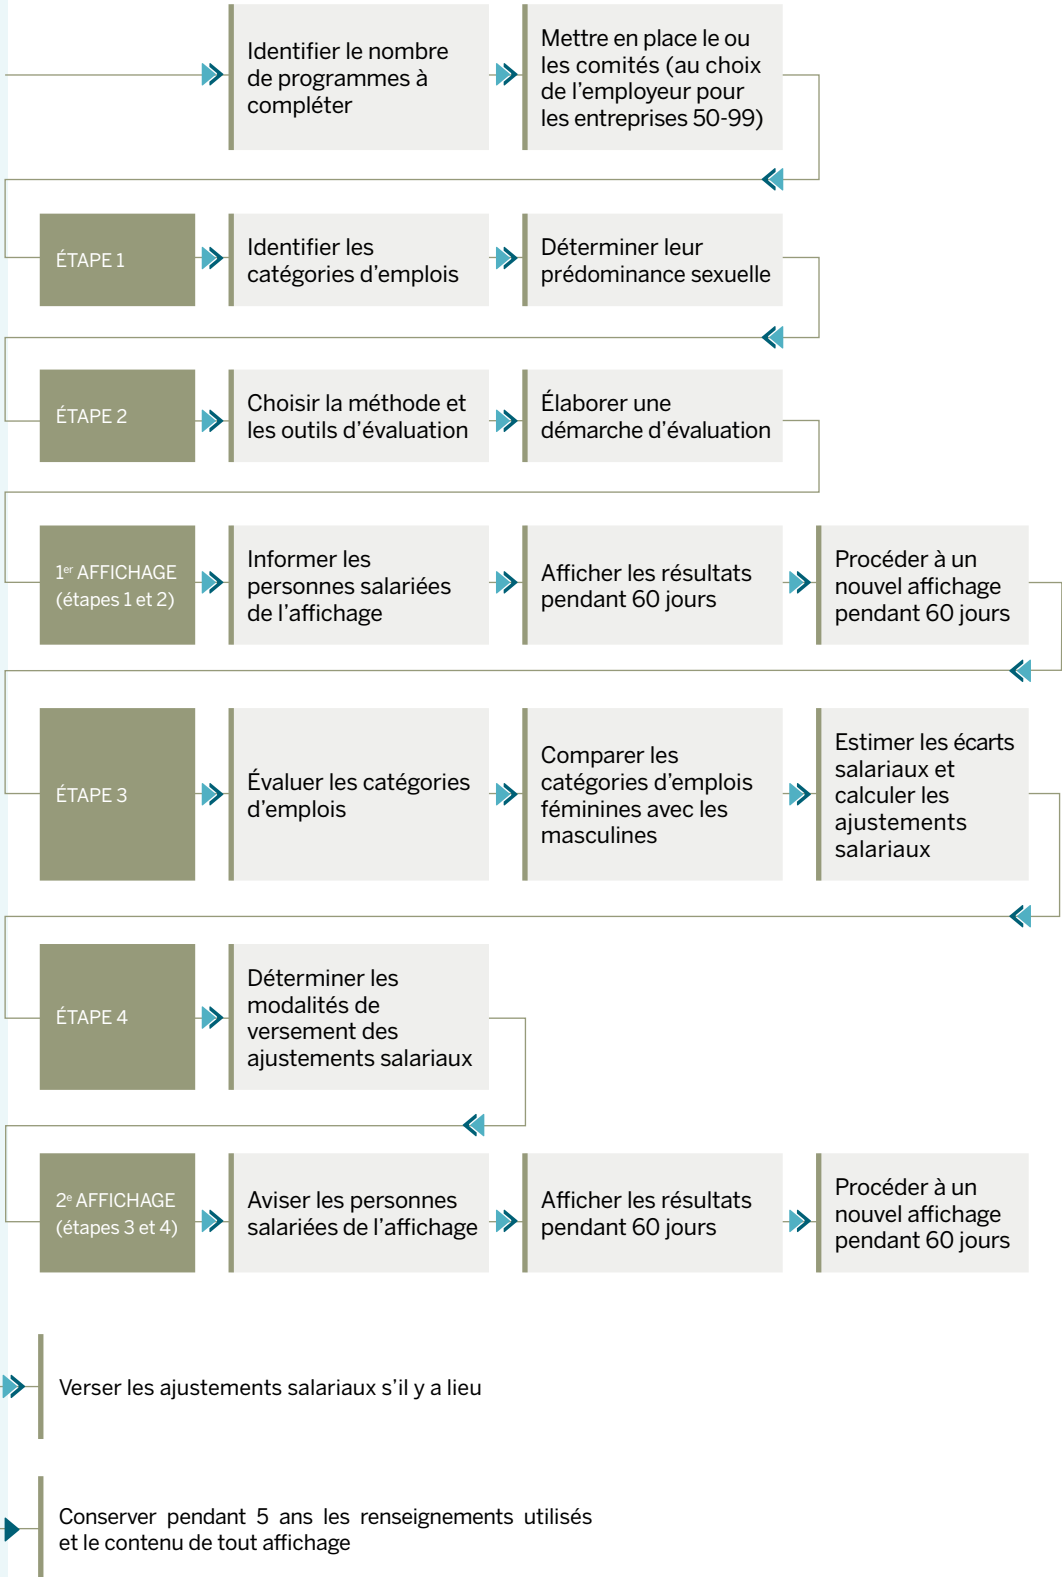 Identifier le nombre
de programmes à
compléter
Mettre en place le ou
les comités (au choix
de l'employeur pour
les entreprises 50-99)
ÉTAPE 1
Identifier les
catégories d'emplois
Déterminer leur
prédominance sexuelle
ÉTAPE 2
Choisir la méthode et
les outils d'évaluation
Élaborer une
démarche d'évaluation
1er AFFICHAGE
(étapes 1 et 2)
Informer les
personnes salariées
de l'affichage
Afficher les résultats
pendant 60 jours
Procéder à un
nouvel affichage
pendant 60 jours
ÉTAPE 3
Évaluer les catégories
d'emplois
Comparer les
catégories d'emplois
féminines avec les
masculines
Estimer les écarts
salariaux et
calculer les
ajustements
salariaux
ÉTAPE 4
Déterminer les
modalités de
versement des
ajustements salariaux
2e AFFICHAGE
(étapes 3 et 4)
Aviser les personnes
salariées de l'affichage
Afficher les résultats
pendant 60 jours
Procéder à un
nouvel affichage
pendant 60 jours
Verser les ajustements salariaux s'il y a lieu
Conserver pendant 5 ans les renseignements utilisés
et le contenu de tout affichage